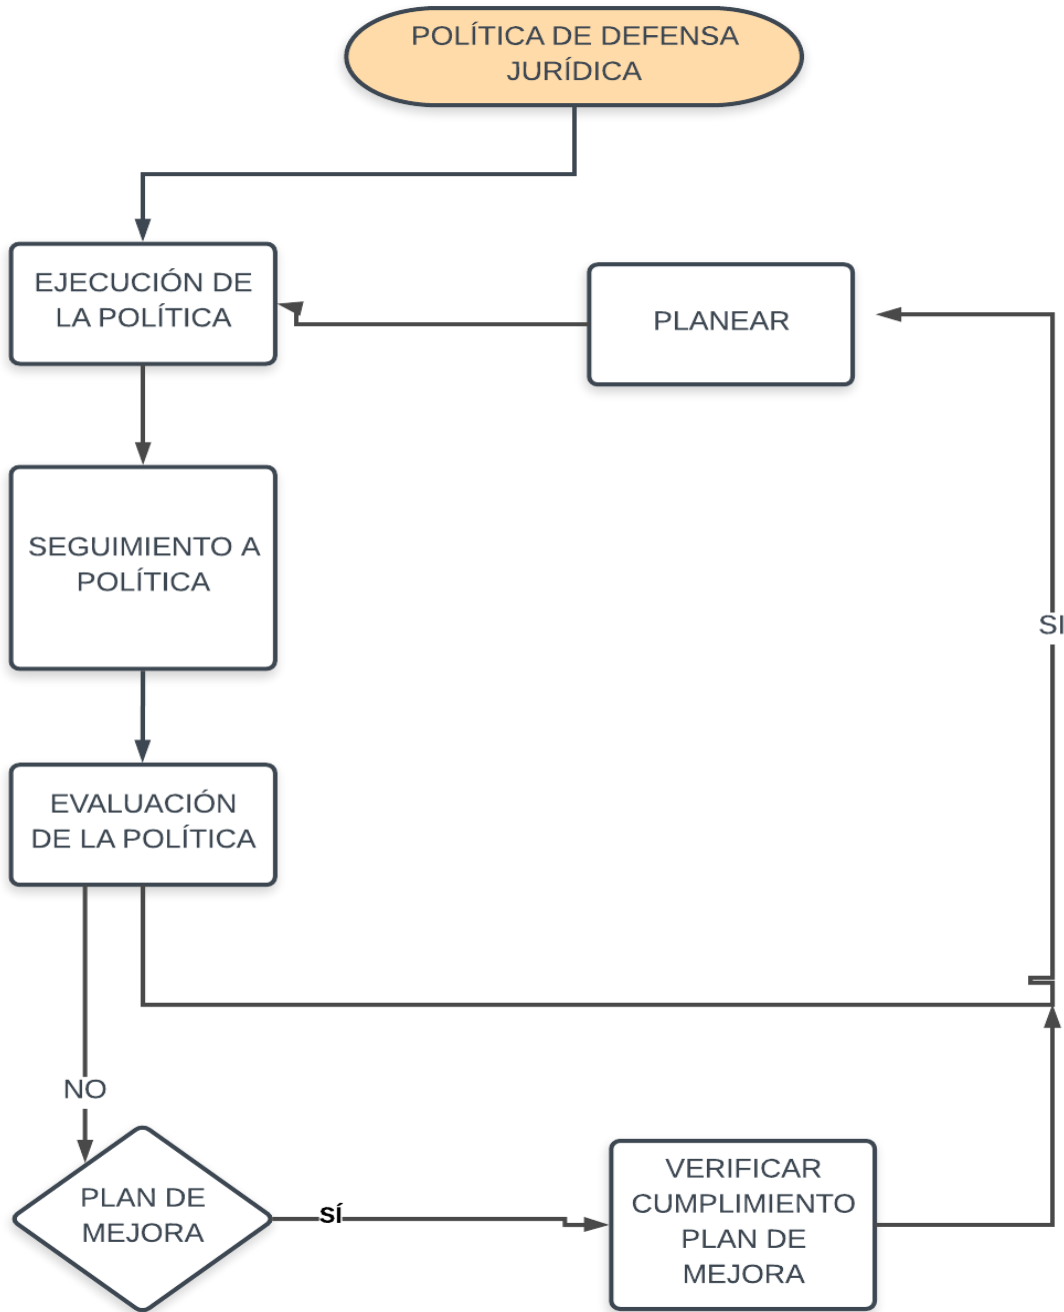 POLÍTICA DE DEFENSA
JURÍDICA
EJECUCIÓN DE
LA POLÍTICA
PLANEAR
SEGUIMIENTO A
POLÍTICA
SI
EVALUACIÓN
DE LA POLÍTICA
NO
PLAN DE
MEJORA
SÍ
VERIFICAR
CUMPLIMIENTO
PLAN DE
MEJORA